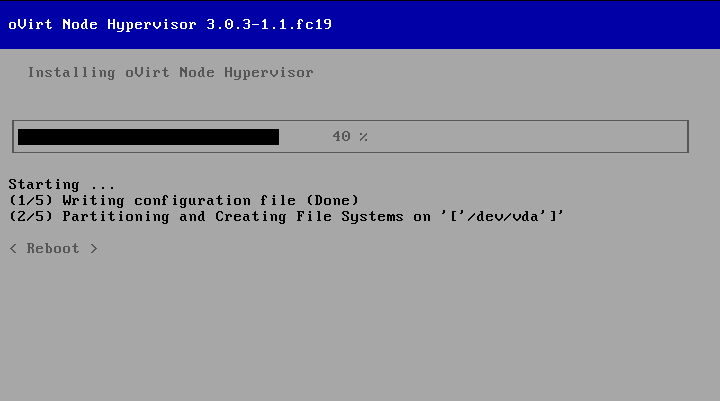 oVirt Node Hypervisor 3.0.3-1.1.fc19
Installing oVirt Node Hypervisor
40 %
Starting ...
(1/5) Writing configuration file (Done)
(2/5) Partitioning and Creating File Systems on '['/dev/vda']'
< Reboot >